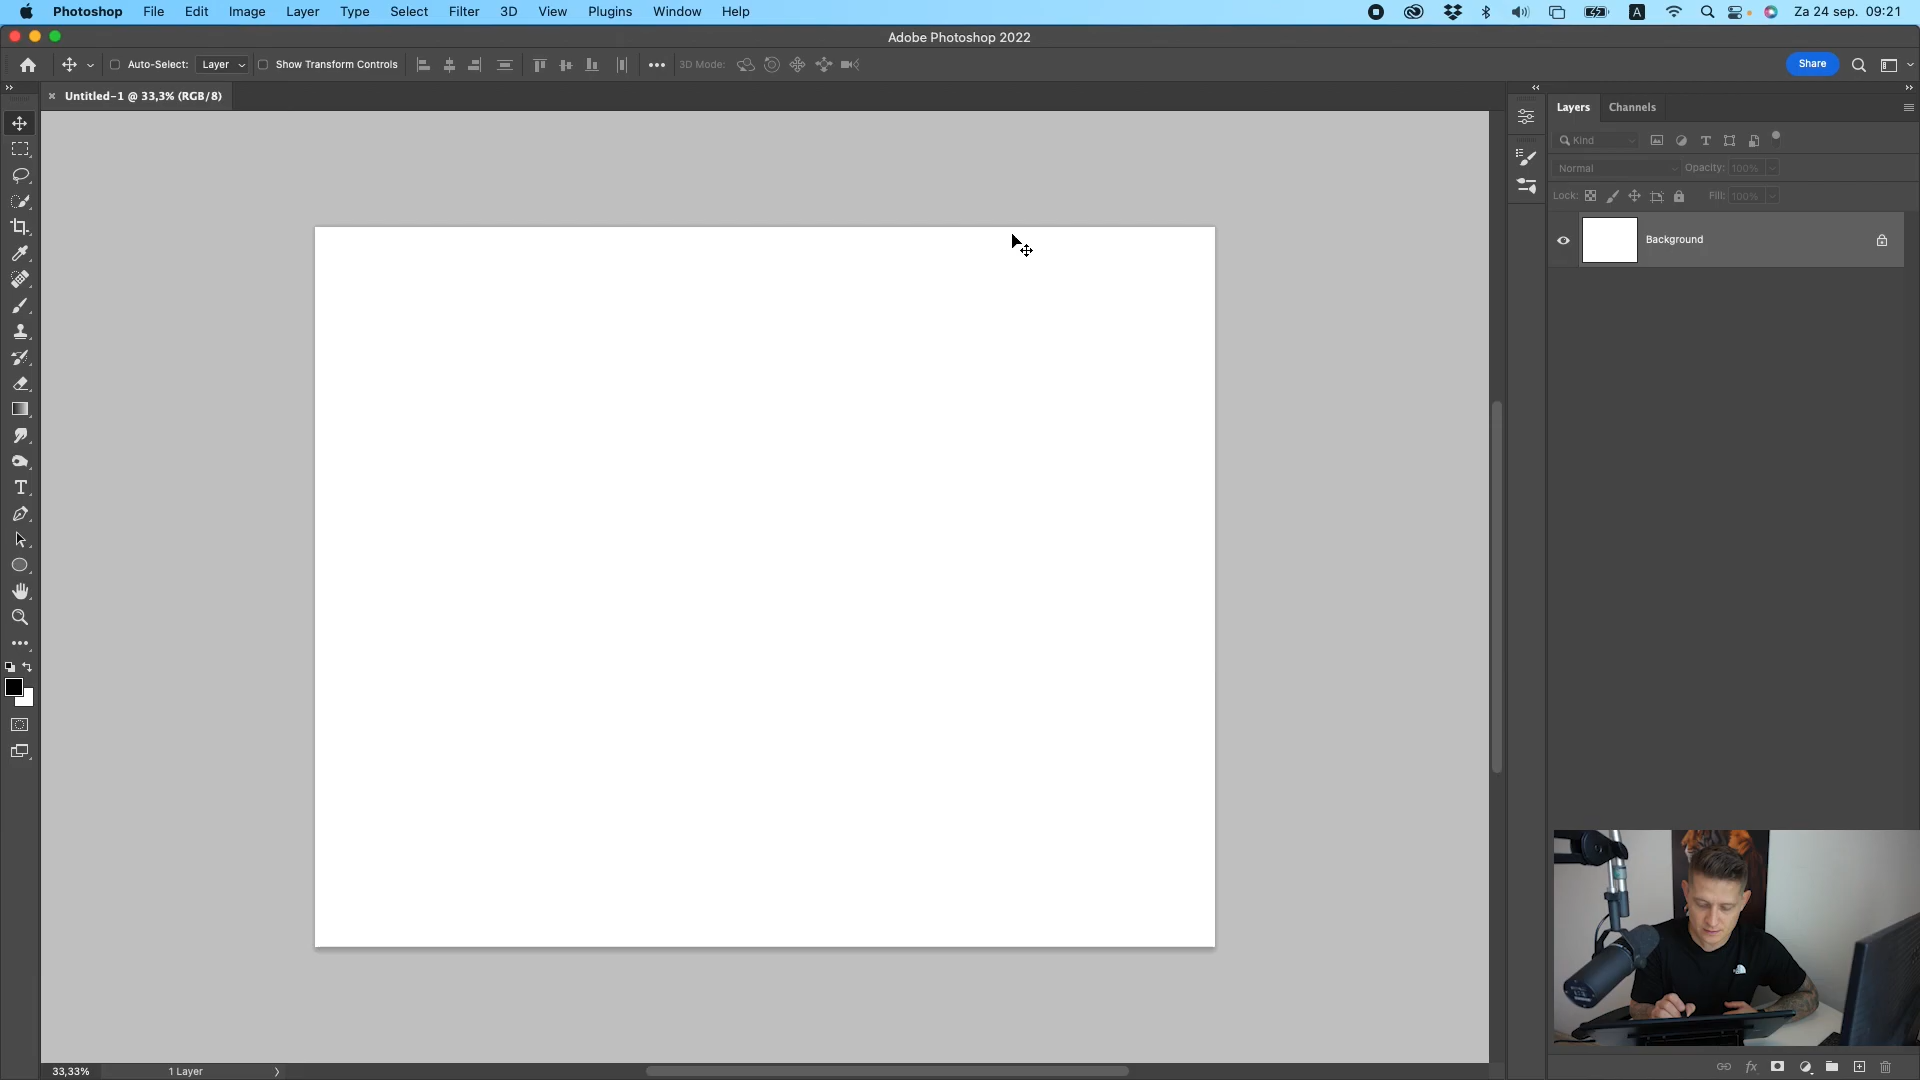 Photoshop File Edit Image Layer Type Select Filter 3D View Plugins Window Help A Za 24 sep. 09:21
Adobe Photoshop 2022
Auto-Select: Layer Show Transform Controls 3D Mode: Share
Untitled-1 @ 33,3% (RGB/8)
Layers Channels
Kind
Normal Opacity: 100%
Lock: Fill: 100%
Background
33,33% 1 Layer